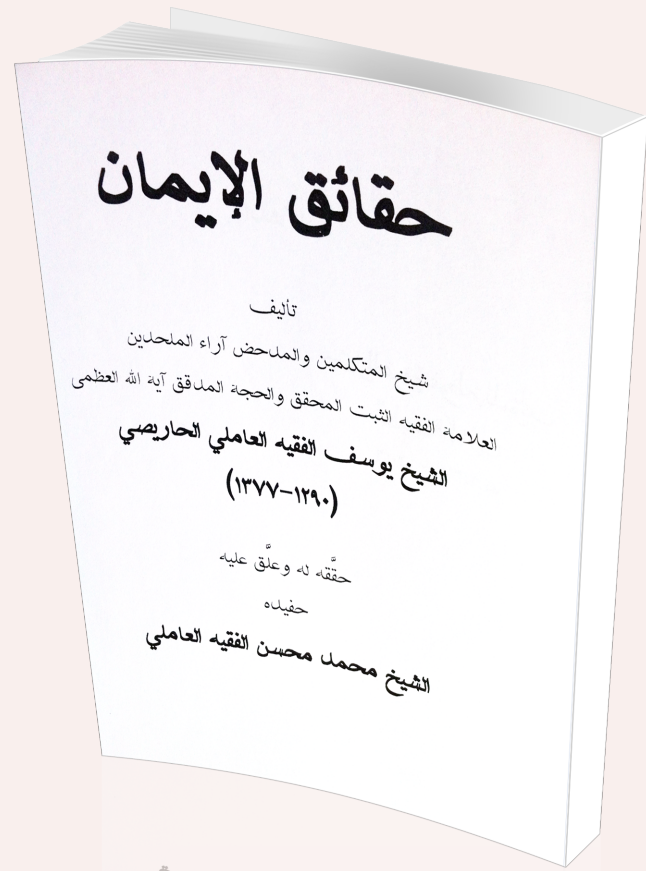 حقائق الإيمان
تأليف
شيخ المتكلمين والمدحض آراء الملحدين
العلامة الفقيه الثبت المحقق والحجة المدقق آية الله العظمى
الشيخ يوسف الفقيه العاملي الحاريصي
(١٢٩٠-١٣٧٧)
حقَّقه له وعلَّق عليه
حفيده
الشيخ محمد محسن الفقيه العاملي